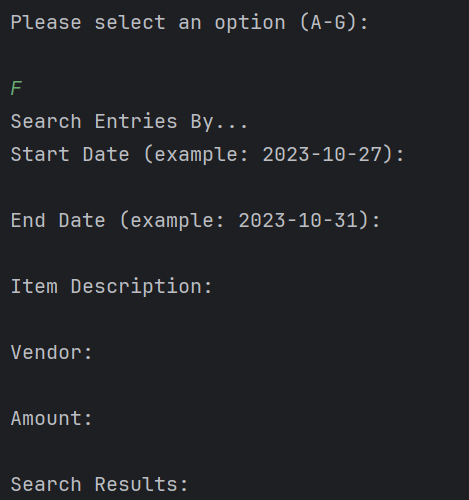 Please select an option (A-G):
F
Search Entries By...
Start Date (example: 2023-10-27):
End Date (example: 2023-10-31):
Item Description:
Vendor:
Amount:
Search Results: